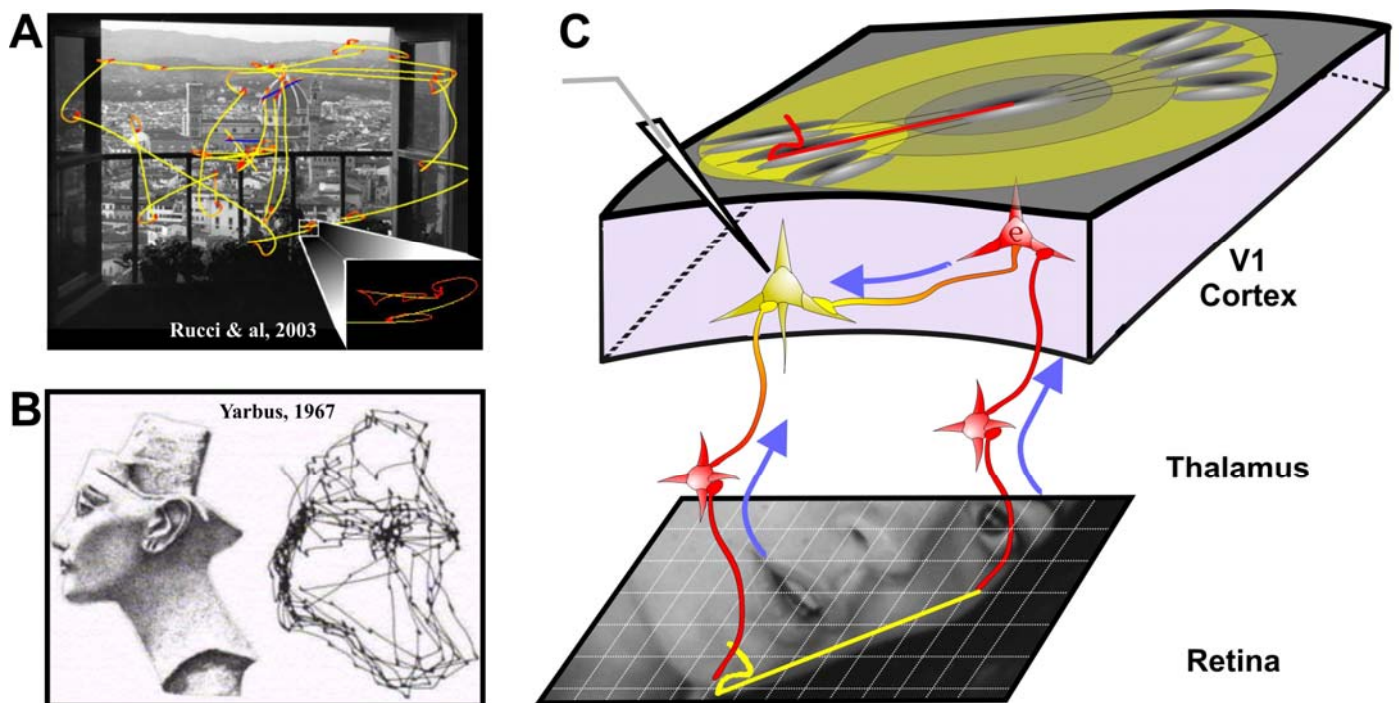 A
Rucci & al, 2003
B
Yarbus, 1967
C
e
V1
Cortex
Thalamus
Retina